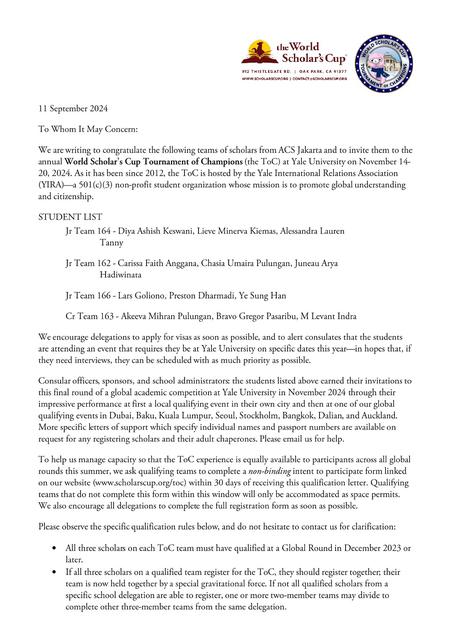 the World
Scholar's Cup
912 THISTLEGATE RD. | OAK PARK, CA 91377
WWW.SCHOLARSCUP.ORG | CONTACT@SCHOLARSCUP.ORG
WORLD SCHOLAR'S CUP
TOURNAMENT OF CHAMPIONS
11 September 2024
To Whom It May Concern:
We are writing to congratulate the following teams of scholars from ACS Jakarta and to invite them to the
annual World Scholar's Cup Tournament of Champions (the ToC) at Yale University on November 14-
20, 2024. As it has been since 2012, the ToC is hosted by the Yale International Relations Association
(YIRA)—a 501(c)(3) non-profit student organization whose mission is to promote global understanding
and citizenship.
STUDENT LIST
Jr Team 164 - Diya Ashish Keswani, Lieve Minerva Kiemas, Alessandra Lauren
Tanny
Jr Team 162 - Carissa Faith Anggana, Chasia Umaira Pulungan, Juneau Arya
Hadiwinata
Jr Team 166 - Lars Goliono, Preston Dharmadi, Ye Sung Han
Cr Team 163 - Akeeva Mihran Pulungan, Bravo Gregor Pasaribu, M Levant Indra
We encourage delegations to apply for visas as soon as possible, and to alert consulates that the students
are attending an event that requires they be at Yale University on specific dates this year—in hopes that, if
they need interviews, they can be scheduled with as much priority as possible.
Consular officers, sponsors, and school administrators: the students listed above earned their invitations to
this final round of a global academic competition at Yale University in November 2024 through their
impressive performance at first a local qualifying event in their own city and then at one of our global
qualifying events in Dubai, Baku, Kuala Lumpur, Seoul, Stockholm, Bangkok, Dalian, and Auckland.
More specific letters of support which specify individual names and passport numbers are available on
request for any registering scholars and their adult chaperones. Please email us for help.
To help us manage capacity so that the ToC experience is equally available to participants across all global
rounds this summer, we ask qualifying teams to complete a non-binding intent to participate form linked
on our website (www.scholarscup.org/toc) within 30 days of receiving this qualification letter. Qualifying
teams that do not complete this form within this window will only be accommodated as space permits.
We also encourage all delegations to complete the full registration form as soon as possible.
Please observe the specific qualification rules below, and do not hesitate to contact us for clarification:
• All three scholars on each ToC team must have qualified at a Global Round in December 2023 or
later.
• If all three scholars on a qualified team register for the ToC, they should register together; their
team is now held together by a special gravitational force. If not all qualified scholars from a
specific school delegation are able to register, one or more two-member teams may divide to
complete other three-member teams from the same delegation.